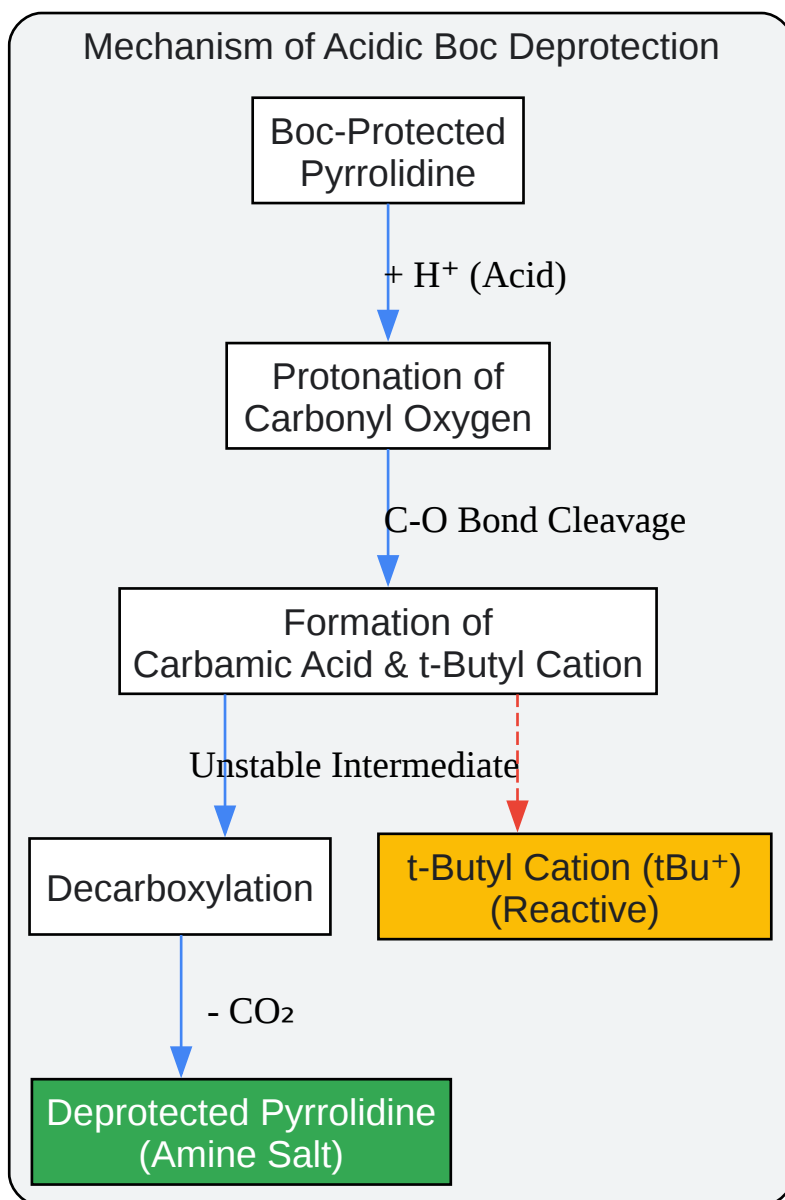 Mechanism of Acidic Boc Deprotection
Boc-Protected
Pyrrolidine
+ H⁺ (Acid)
Protonation of
Carbonyl Oxygen
C-O Bond Cleavage
Formation of
Carbamic Acid & t-Butyl Cation
Unstable Intermediate
Decarboxylation
t-Butyl Cation (tBu⁺)
(Reactive)
- CO₂
Deprotected Pyrrolidine
(Amine Salt)